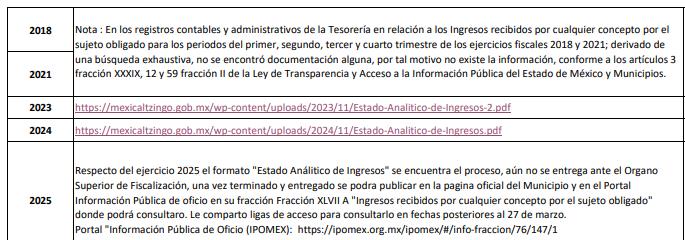 2018
Nota : En los registros contables y administrativos de la Tesorería en relación a los Ingresos recibidos por cualquier concepto por el
sujeto obligado para los periodos del primer, segundo, tercer y cuarto trimestre de los ejercicios fiscales 2018 y 2021; derivado de
una búsqueda exhaustiva, no se encontró documentación alguna, por tal motivo no existe la información, conforme a los artículos 3
fracción XXXIX, 12 y 59 fracción II de la Ley de Transparencia y Acceso a la Información Pública del Estado de México y Municipios.
2021
2023
https://mexicaltzingo.gob.mx/wp-content/uploads/2023/11/Estado-Analitico-de-Ingresos-2.pdf
2024
https://mexicaltzingo.gob.mx/wp-content/uploads/2024/11/Estado-Analitico-de-Ingresos.pdf
2025
Respecto del ejercicio 2025 el formato "Estado Análitico de Ingresos" se encuentra el proceso, aún no se entrega ante el Organo
Superior de Fiscalización, una vez terminado y entregado se podra publicar en la pagina oficial del Municipio y en el Portal
Información Pública de oficio en su fracción Fracción XLVII A "Ingresos recibidos por cualquier concepto por el sujeto obligado"
donde podrá consultaro. Le comparto ligas de acceso para consultarlo en fechas posteriores al 27 de marzo.
Portal "Información Pública de Oficio (IPOMEX): https://ipomex.org.mx/ipomex/#/info-fraccion/76/147/1